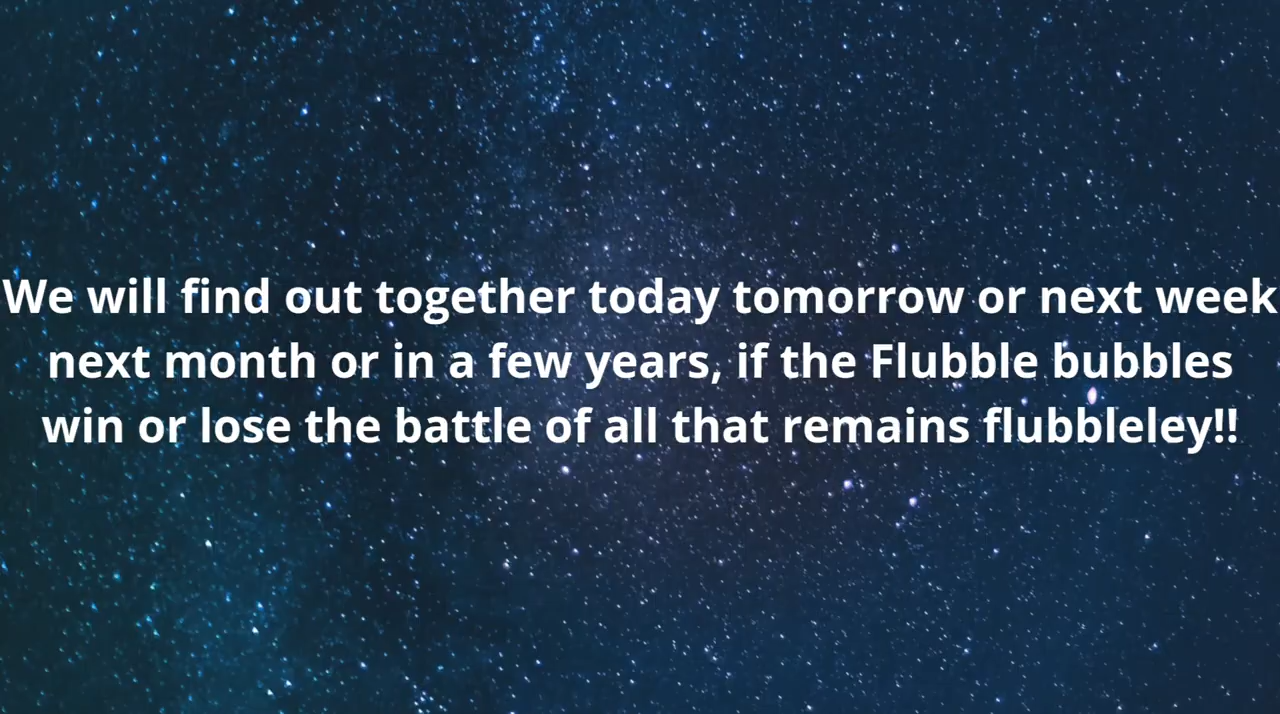 We will find out together today tomorrow or next week
next month or in a few years, if the Flubble bubbles
win or lose the battle of all that remains flubbleley!!